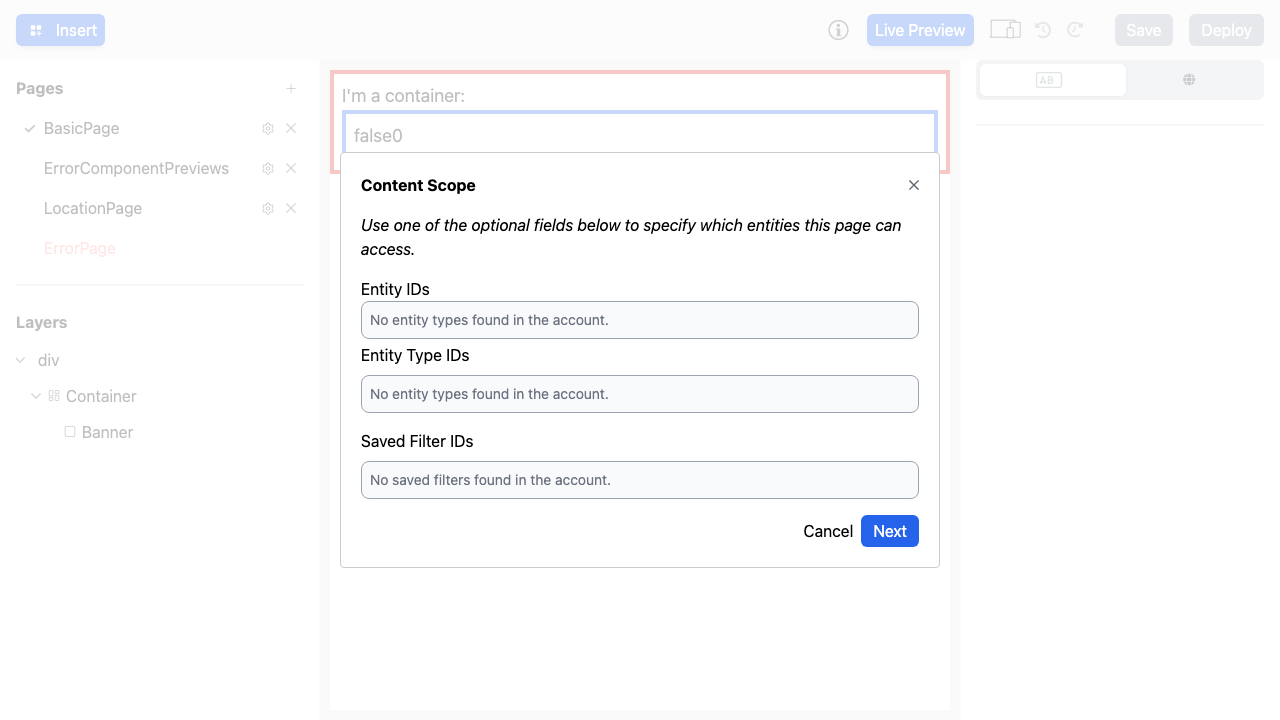 Insert
Live Preview
Save
Deploy
Pages
BasicPage
ErrorComponentPreviews
LocationPage
ErrorPage
Layers
div
Container
Banner
I'm a container:
false0
Content Scope
Use one of the optional fields below to specify which entities this page can
access.
Entity IDs
No entity types found in the account.
Entity Type IDs
No entity types found in the account.
Saved Filter IDs
No saved filters found in the account.
Cancel
Next
AB